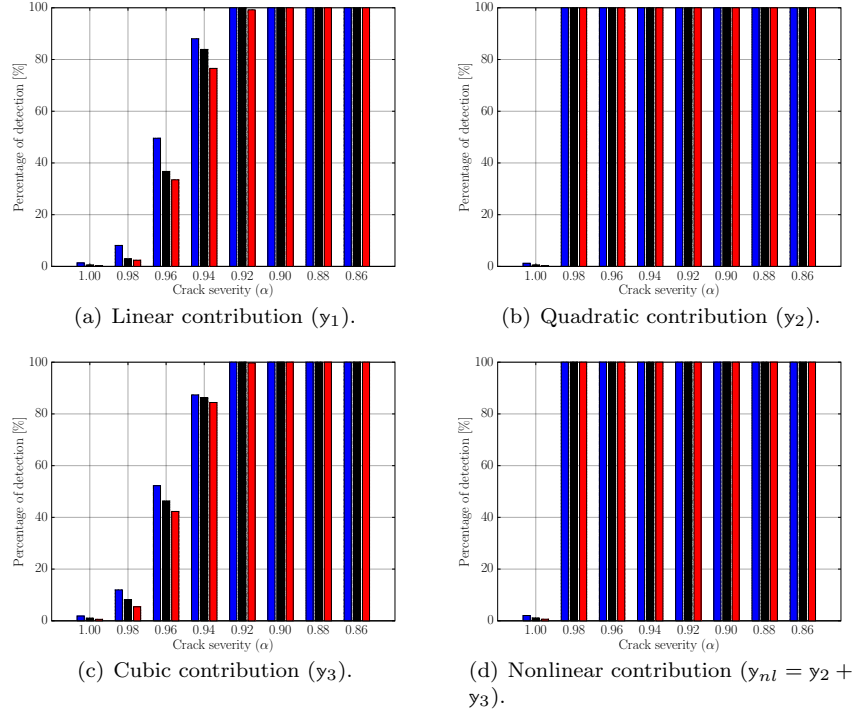 100
80
60
40
20
0
Percentage of detection [%]
1.00 0.98 0.96 0.94 0.92 0.90 0.88 0.86
Crack severity (α)
(a) Linear contribution (y₁).
100
80
60
40
20
0
Percentage of detection [%]
1.00 0.98 0.96 0.94 0.92 0.90 0.88 0.86
Crack severity (α)
(b) Quadratic contribution (y₂).
100
80
60
40
20
0
Percentage of detection [%]
1.00 0.98 0.96 0.94 0.92 0.90 0.88 0.86
Crack severity (α)
(c) Cubic contribution (y₃).
100
80
60
40
20
0
Percentage of detection [%]
1.00 0.98 0.96 0.94 0.92 0.90 0.88 0.86
Crack severity (α)
(d) Nonlinear contribution (yₙₗ = y₂ +
y₃).